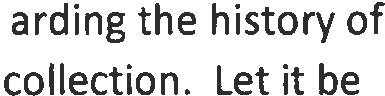 arding the history of
collection.  Let it be